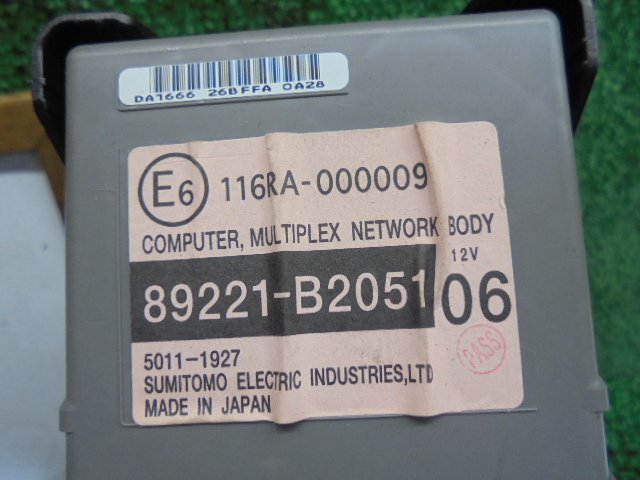 DA1666 26BFFA 0A28
E6 116RA-000009
COMPUTER, MULTIPLEX NETWORK BODY
12V
89221-B2051 06
PASS
5011-1927
SUMITOMO ELECTRIC INDUSTRIES,LTD
MADE IN JAPAN